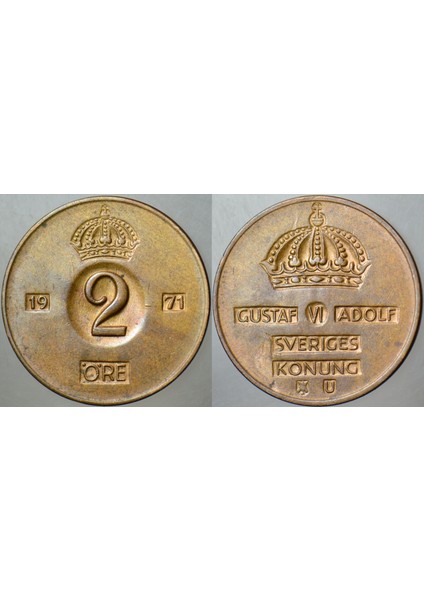 19 2 71
ÖRE
GUSTAF VI ADOLF
SVERIGES
KONUNG
U